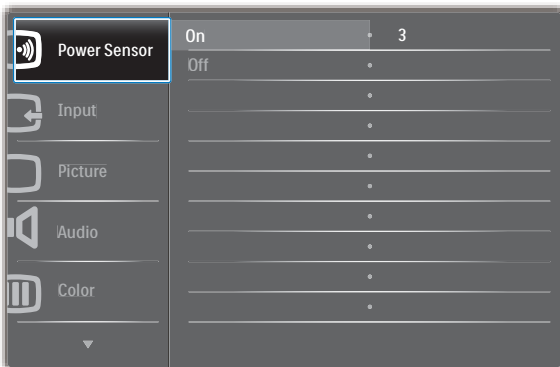 Power Sensor
On 3
Off
Input
Picture
Audio
Color